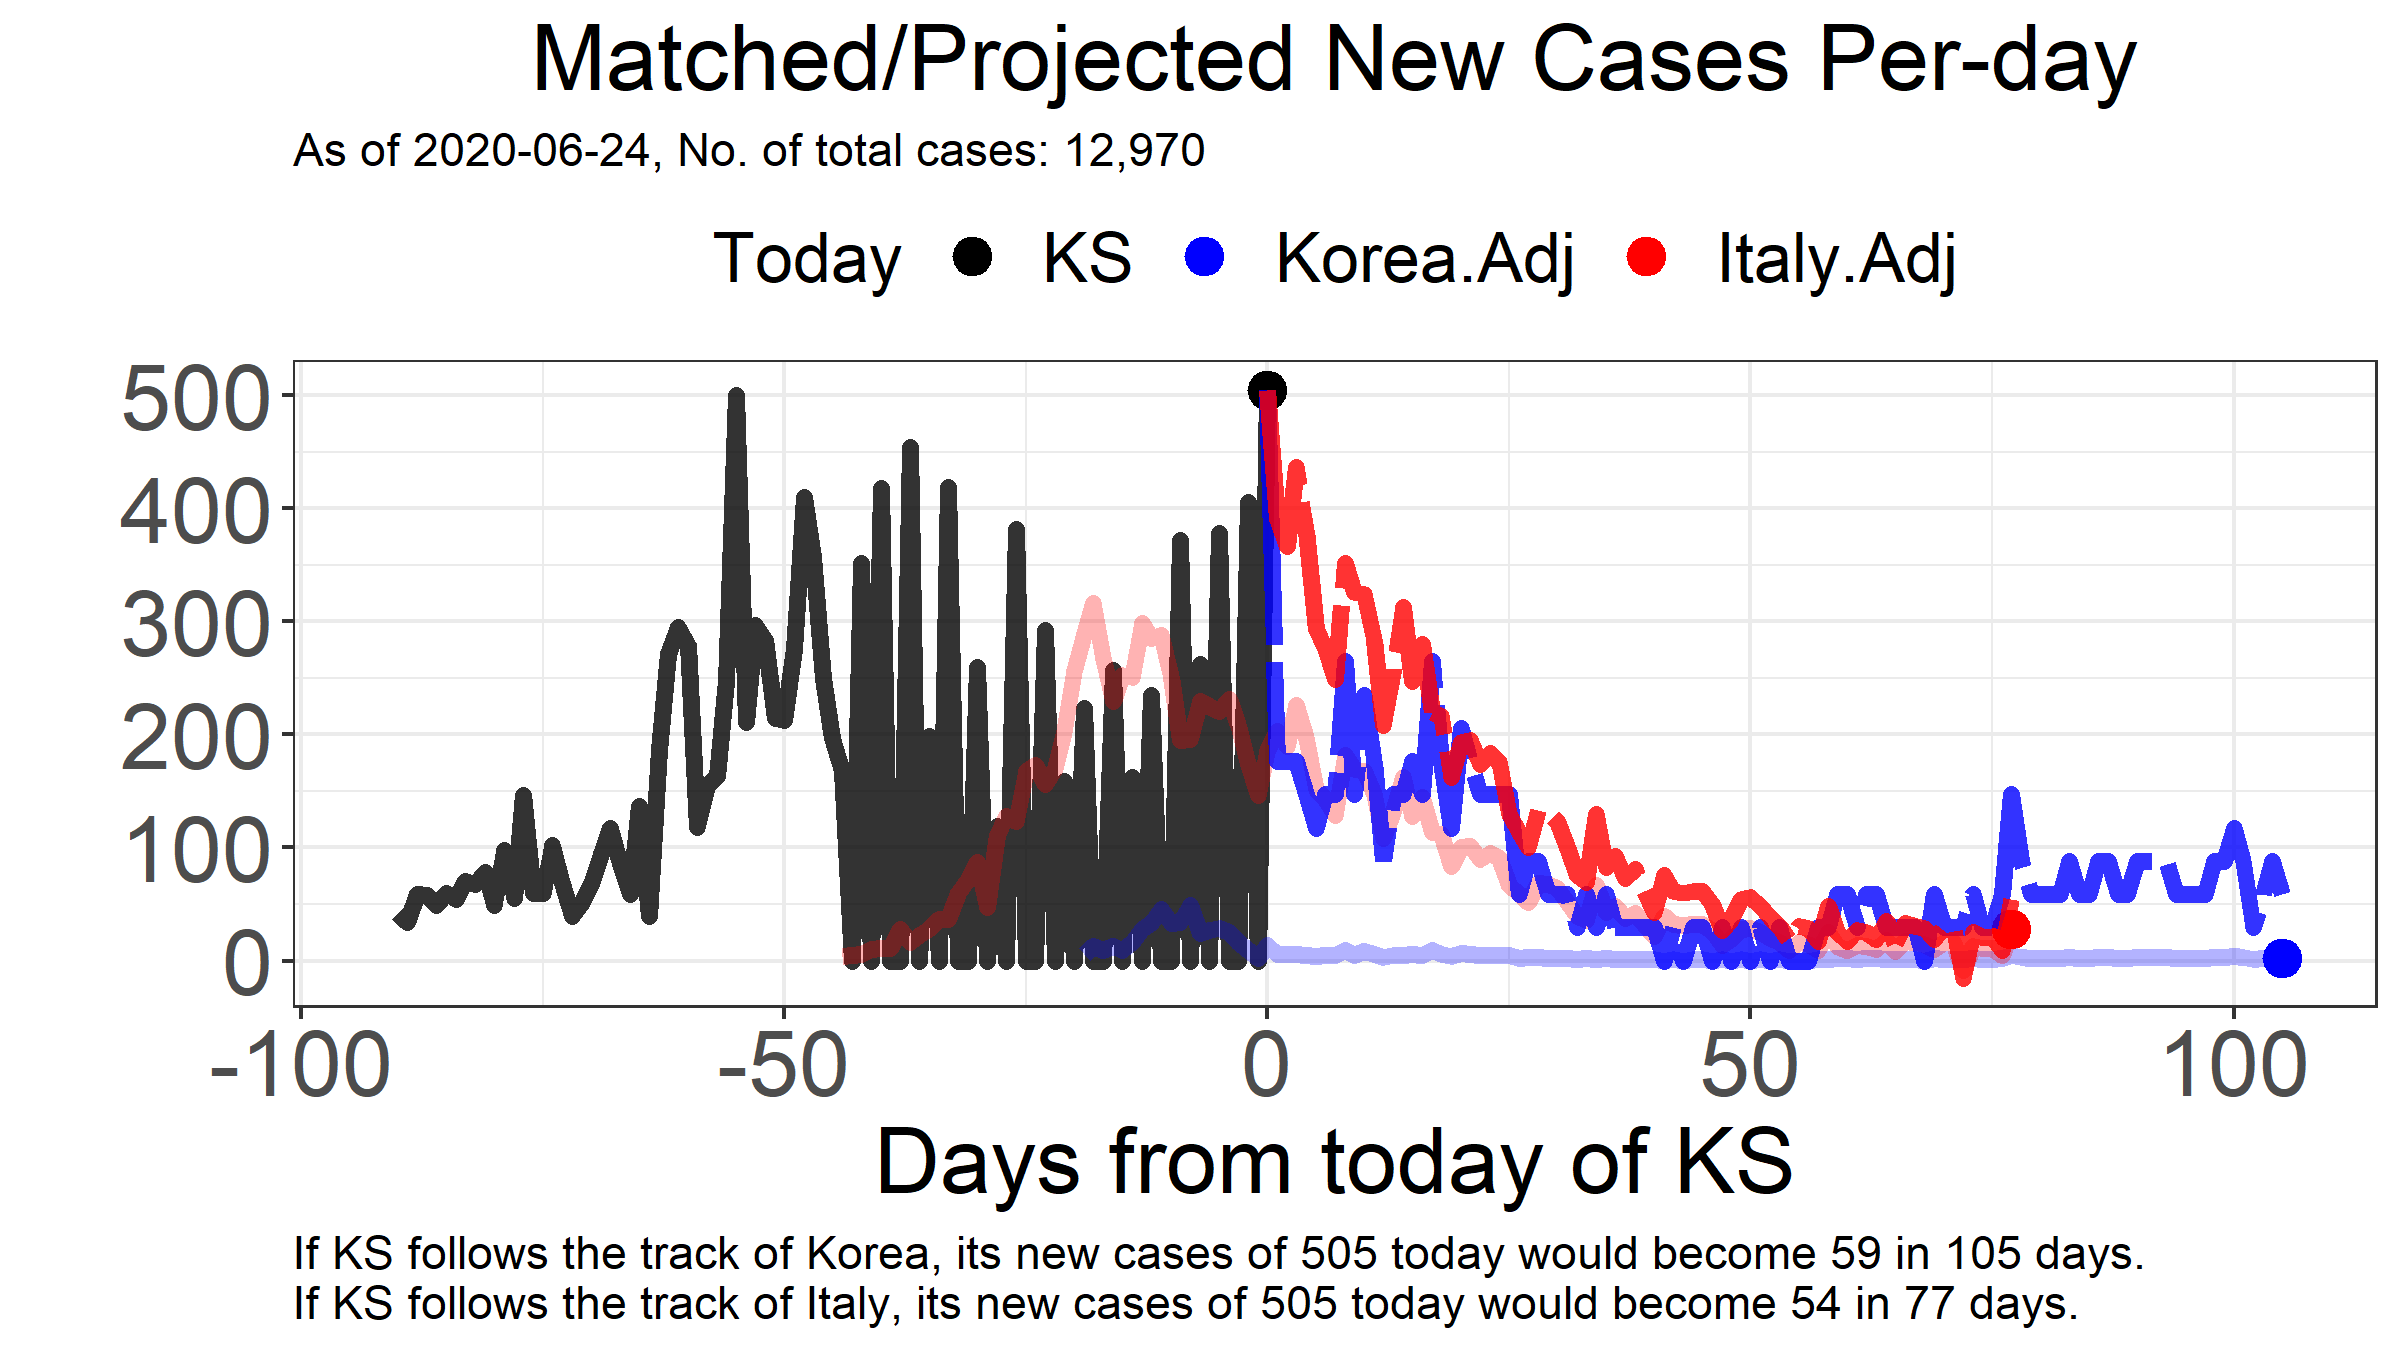 Matched/Projected New Cases Per-day
As of 2020-06-24, No. of total cases: 12,970
Today KS Korea.Adj Italy.Adj
500
400
300
200
100
0
-100 -50 0 50 100
Days from today of KS
If KS follows the track of Korea, its new cases of 505 today would become 59 in 105 days.
If KS follows the track of Italy, its new cases of 505 today would become 54 in 77 days.